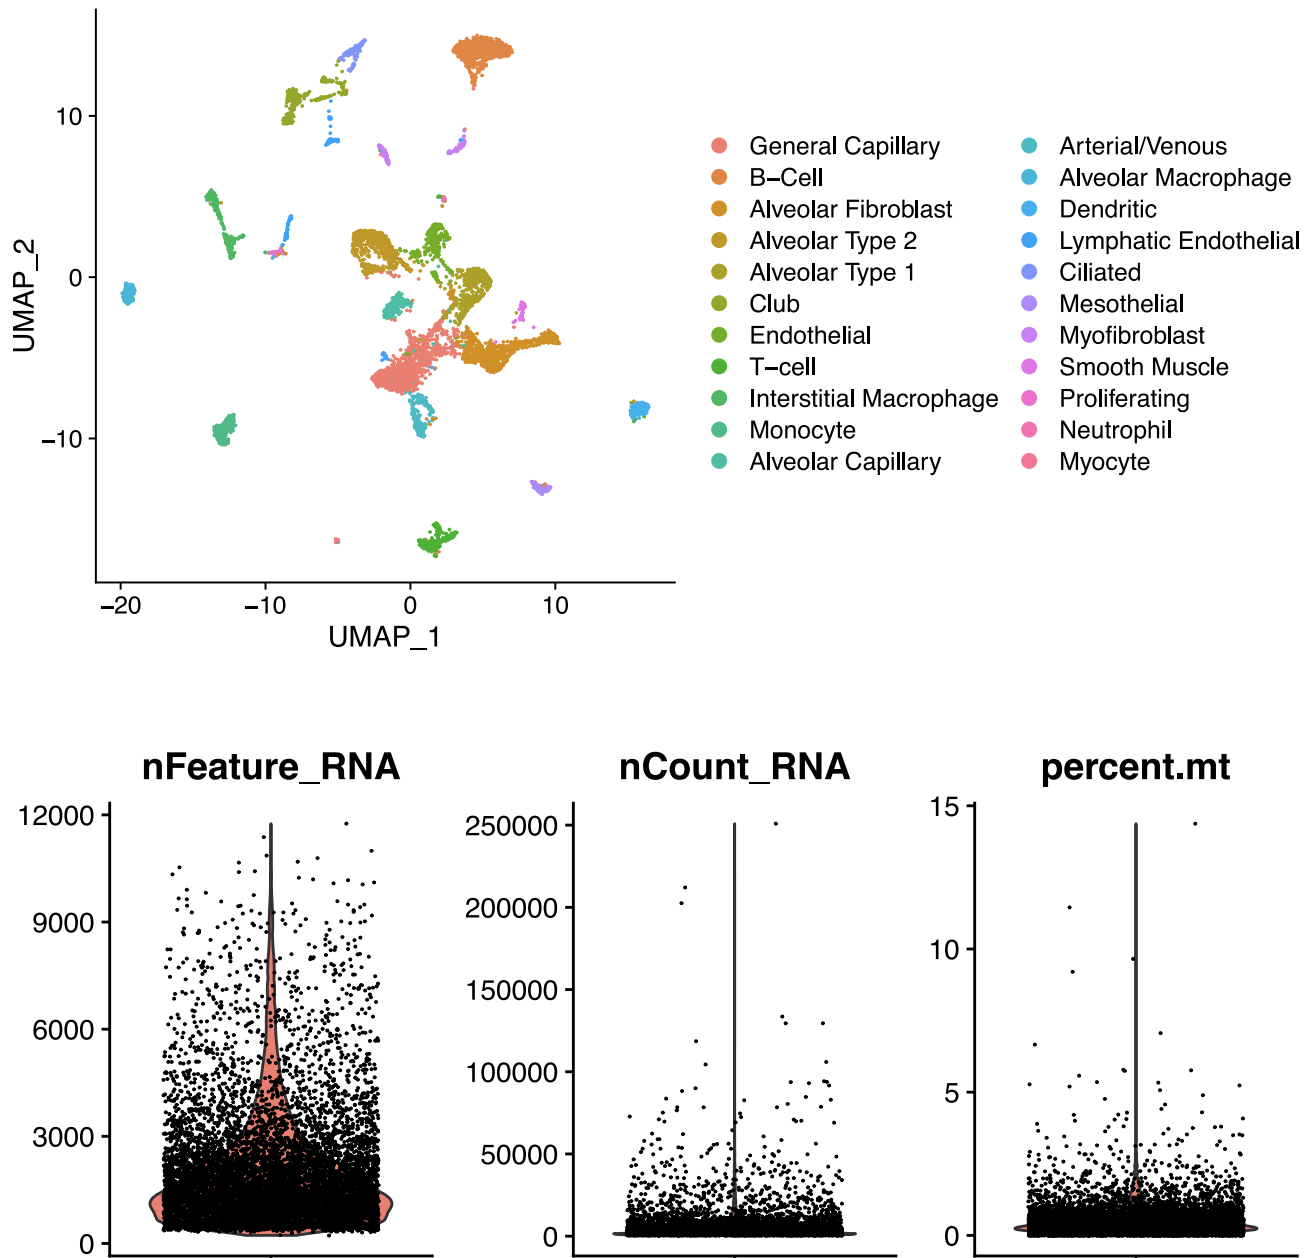 10
0
−10
UMAP_2
−20
−10
0
10
UMAP_1
General Capillary
B−Cell
Alveolar Fibroblast
Alveolar Type 2
Alveolar Type 1
Club
Endothelial
T−cell
Interstitial Macrophage
Monocyte
Alveolar Capillary
Arterial/Venous
Alveolar Macrophage
Dendritic
Lymphatic Endothelial
Ciliated
Mesothelial
Myofibroblast
Smooth Muscle
Proliferating
Neutrophil
Myocyte
nFeature_RNA
12000
9000
6000
3000
0
nCount_RNA
250000
200000
150000
100000
50000
0
percent.mt
15
10
5
0